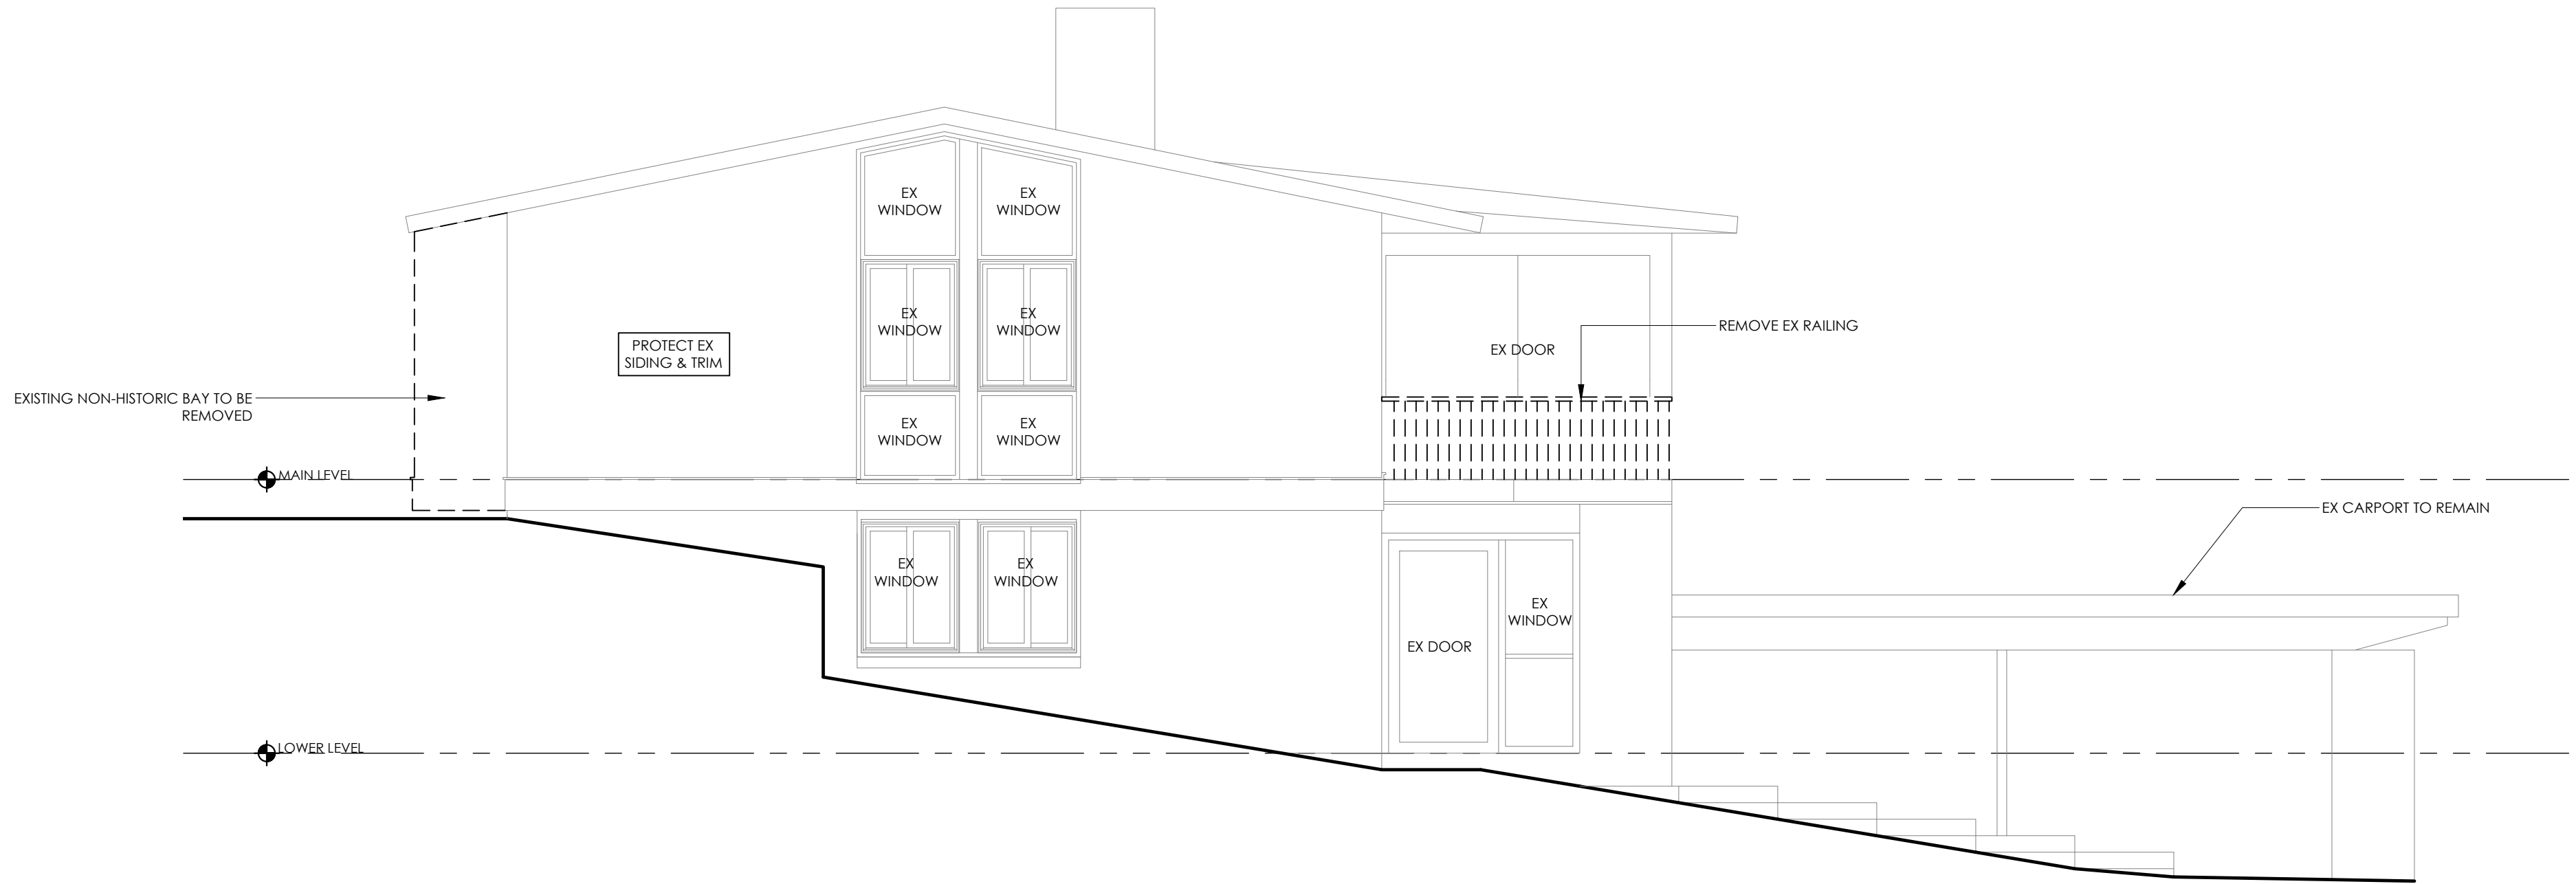 EX
WINDOW
EX
WINDOW
EX
WINDOW
EX
WINDOW
REMOVE EX RAILING
PROTECT EX
SIDING & TRIM
EX DOOR
EXISTING NON-HISTORIC BAY TO BE
REMOVED
EX
WINDOW
EX
WINDOW
MAIN LEVEL
EX CARPORT TO REMAIN
EX
WINDOW
EX
WINDOW
EX
WINDOW
EX DOOR
LOWER LEVEL